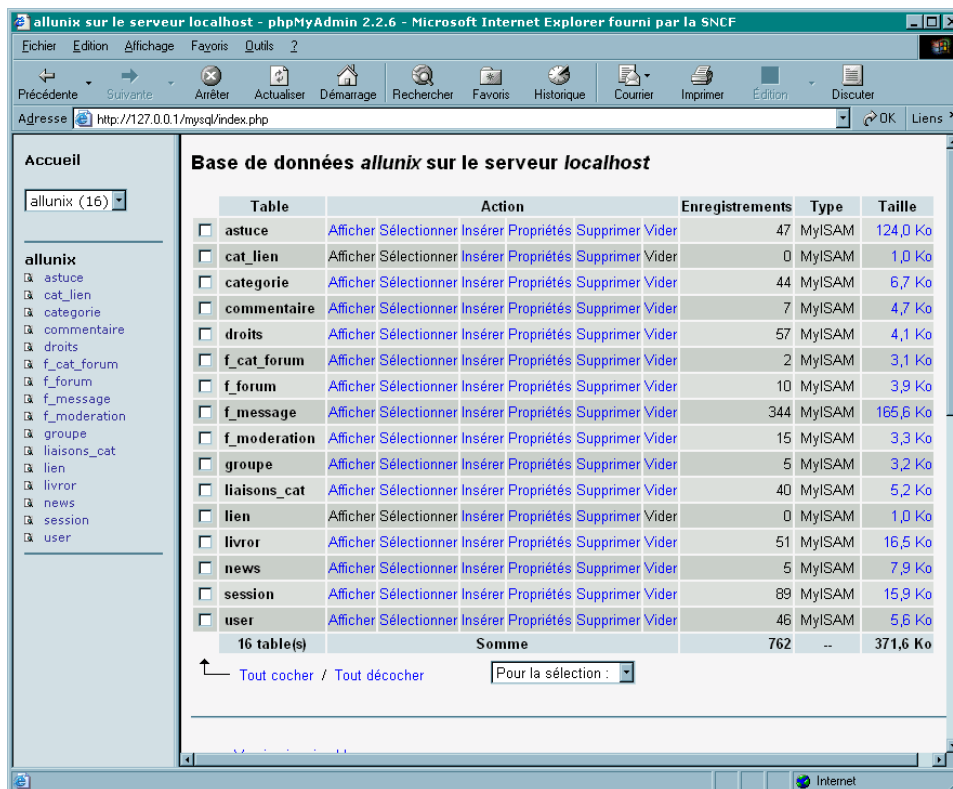 allunix sur le serveur localhost - phpMyAdmin 2.2.6 - Microsoft Internet Explorer fourni par la SNCF
Fichier Edition Affichage Favoris Outils ?
Précédente Suivante Arrêter Actualiser Démarrage Rechercher Favoris Historique Courrier Imprimer Édition Discuter
Adresse http://127.0.0.1/mysql/index.php OK Liens
Accueil
allunix (16)
allunix
astuce
cat_lien
categorie
commentaire
droits
f_cat_forum
f_forum
f_message
f_moderation
groupe
liaisons_cat
lien
livror
news
session
user
Base de données allunix sur le serveur localhost
Table Action Enregistrements Type Taille
astuce Afficher Sélectionner Insérer Propriétés Supprimer Vider 47 MyISAM 124,0 Ko
cat_lien Afficher Sélectionner Insérer Propriétés Supprimer Vider 0 MyISAM 1,0 Ko
categorie Afficher Sélectionner Insérer Propriétés Supprimer Vider 44 MyISAM 6,7 Ko
commentaire Afficher Sélectionner Insérer Propriétés Supprimer Vider 7 MyISAM 4,7 Ko
droits Afficher Sélectionner Insérer Propriétés Supprimer Vider 57 MyISAM 4,1 Ko
f_cat_forum Afficher Sélectionner Insérer Propriétés Supprimer Vider 2 MyISAM 3,1 Ko
f_forum Afficher Sélectionner Insérer Propriétés Supprimer Vider 10 MyISAM 3,9 Ko
f_message Afficher Sélectionner Insérer Propriétés Supprimer Vider 344 MyISAM 165,6 Ko
f_moderation Afficher Sélectionner Insérer Propriétés Supprimer Vider 15 MyISAM 3,3 Ko
groupe Afficher Sélectionner Insérer Propriétés Supprimer Vider 5 MyISAM 3,2 Ko
liaisons_cat Afficher Sélectionner Insérer Propriétés Supprimer Vider 40 MyISAM 5,2 Ko
lien Afficher Sélectionner Insérer Propriétés Supprimer Vider 0 MyISAM 1,0 Ko
livror Afficher Sélectionner Insérer Propriétés Supprimer Vider 51 MyISAM 16,5 Ko
news Afficher Sélectionner Insérer Propriétés Supprimer Vider 5 MyISAM 7,9 Ko
session Afficher Sélectionner Insérer Propriétés Supprimer Vider 89 MyISAM 15,9 Ko
user Afficher Sélectionner Insérer Propriétés Supprimer Vider 46 MyISAM 5,6 Ko
16 table(s) Somme 762 -- 371,6 Ko
Tout cocher / Tout décocher Pour la sélection :
Internet